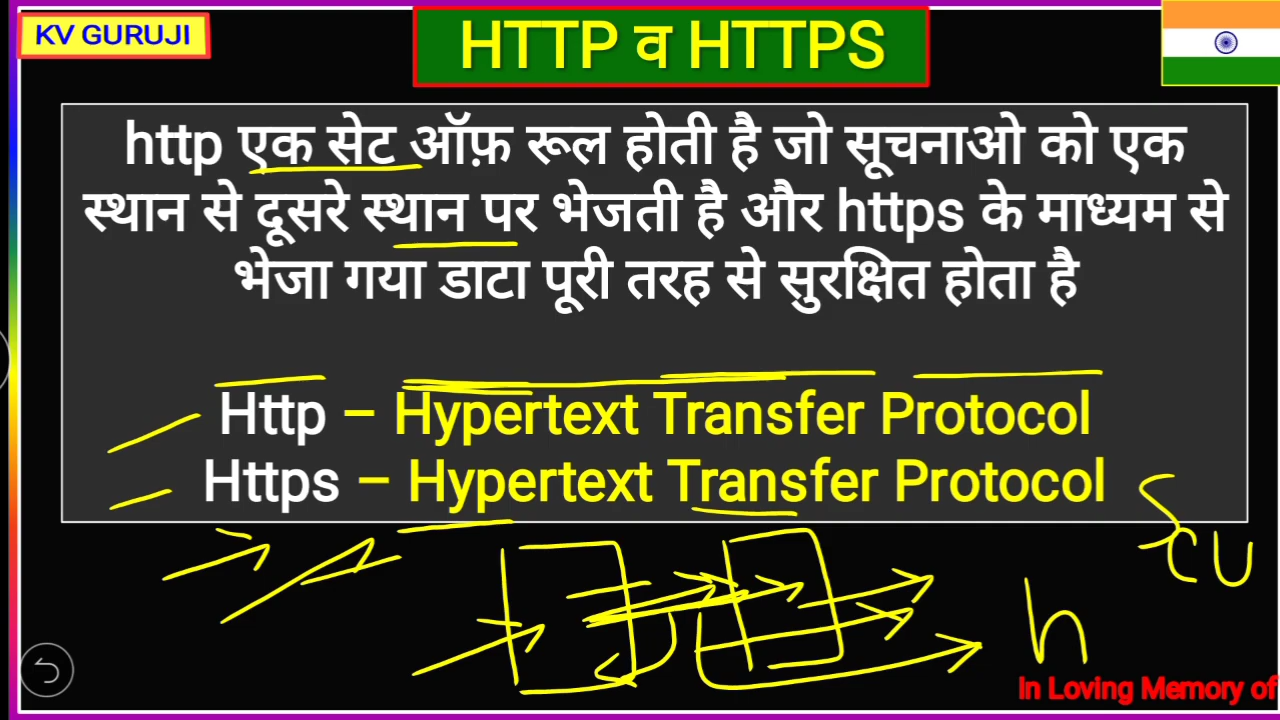 KV GURUJI
HTTP व HTTPS
http एक सेट ऑफ़ रूल होती है जो सूचनाओ को एक
स्थान से दूसरे स्थान पर भेजती है और https के माध्यम से
भेजा गया डाटा पूरी तरह से सुरक्षित होता है
Http – Hypertext Transfer Protocol
Https – Hypertext Transfer Protocol
h
In Loving Memory of